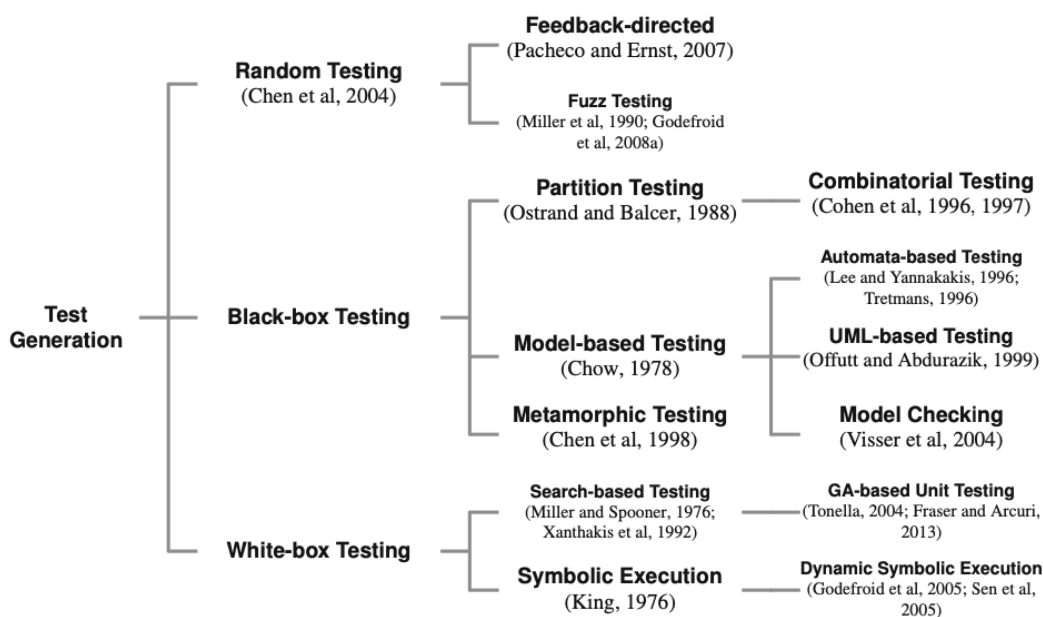 Test
Generation
Random Testing
(Chen et al, 2004)
Feedback-directed
(Pacheco and Ernst, 2007)
Fuzz Testing
(Miller et al, 1990; Godefroid
et al, 2008a)
Black-box Testing
Partition Testing
(Ostrand and Balcer, 1988)
Combinatorial Testing
(Cohen et al, 1996, 1997)
Model-based Testing
(Chow, 1978)
Automata-based Testing
(Lee and Yannakakis, 1996;
Tretmans, 1996)
UML-based Testing
(Offutt and Abdurazik, 1999)
Model Checking
(Visser et al, 2004)
Metamorphic Testing
(Chen et al, 1998)
White-box Testing
Search-based Testing
(Miller and Spooner, 1976;
Xanthakis et al, 1992)
GA-based Unit Testing
(Tonella, 2004; Fraser and Arcuri,
2013)
Symbolic Execution
(King, 1976)
Dynamic Symbolic Execution
(Godefroid et al, 2005; Sen et al,
2005)